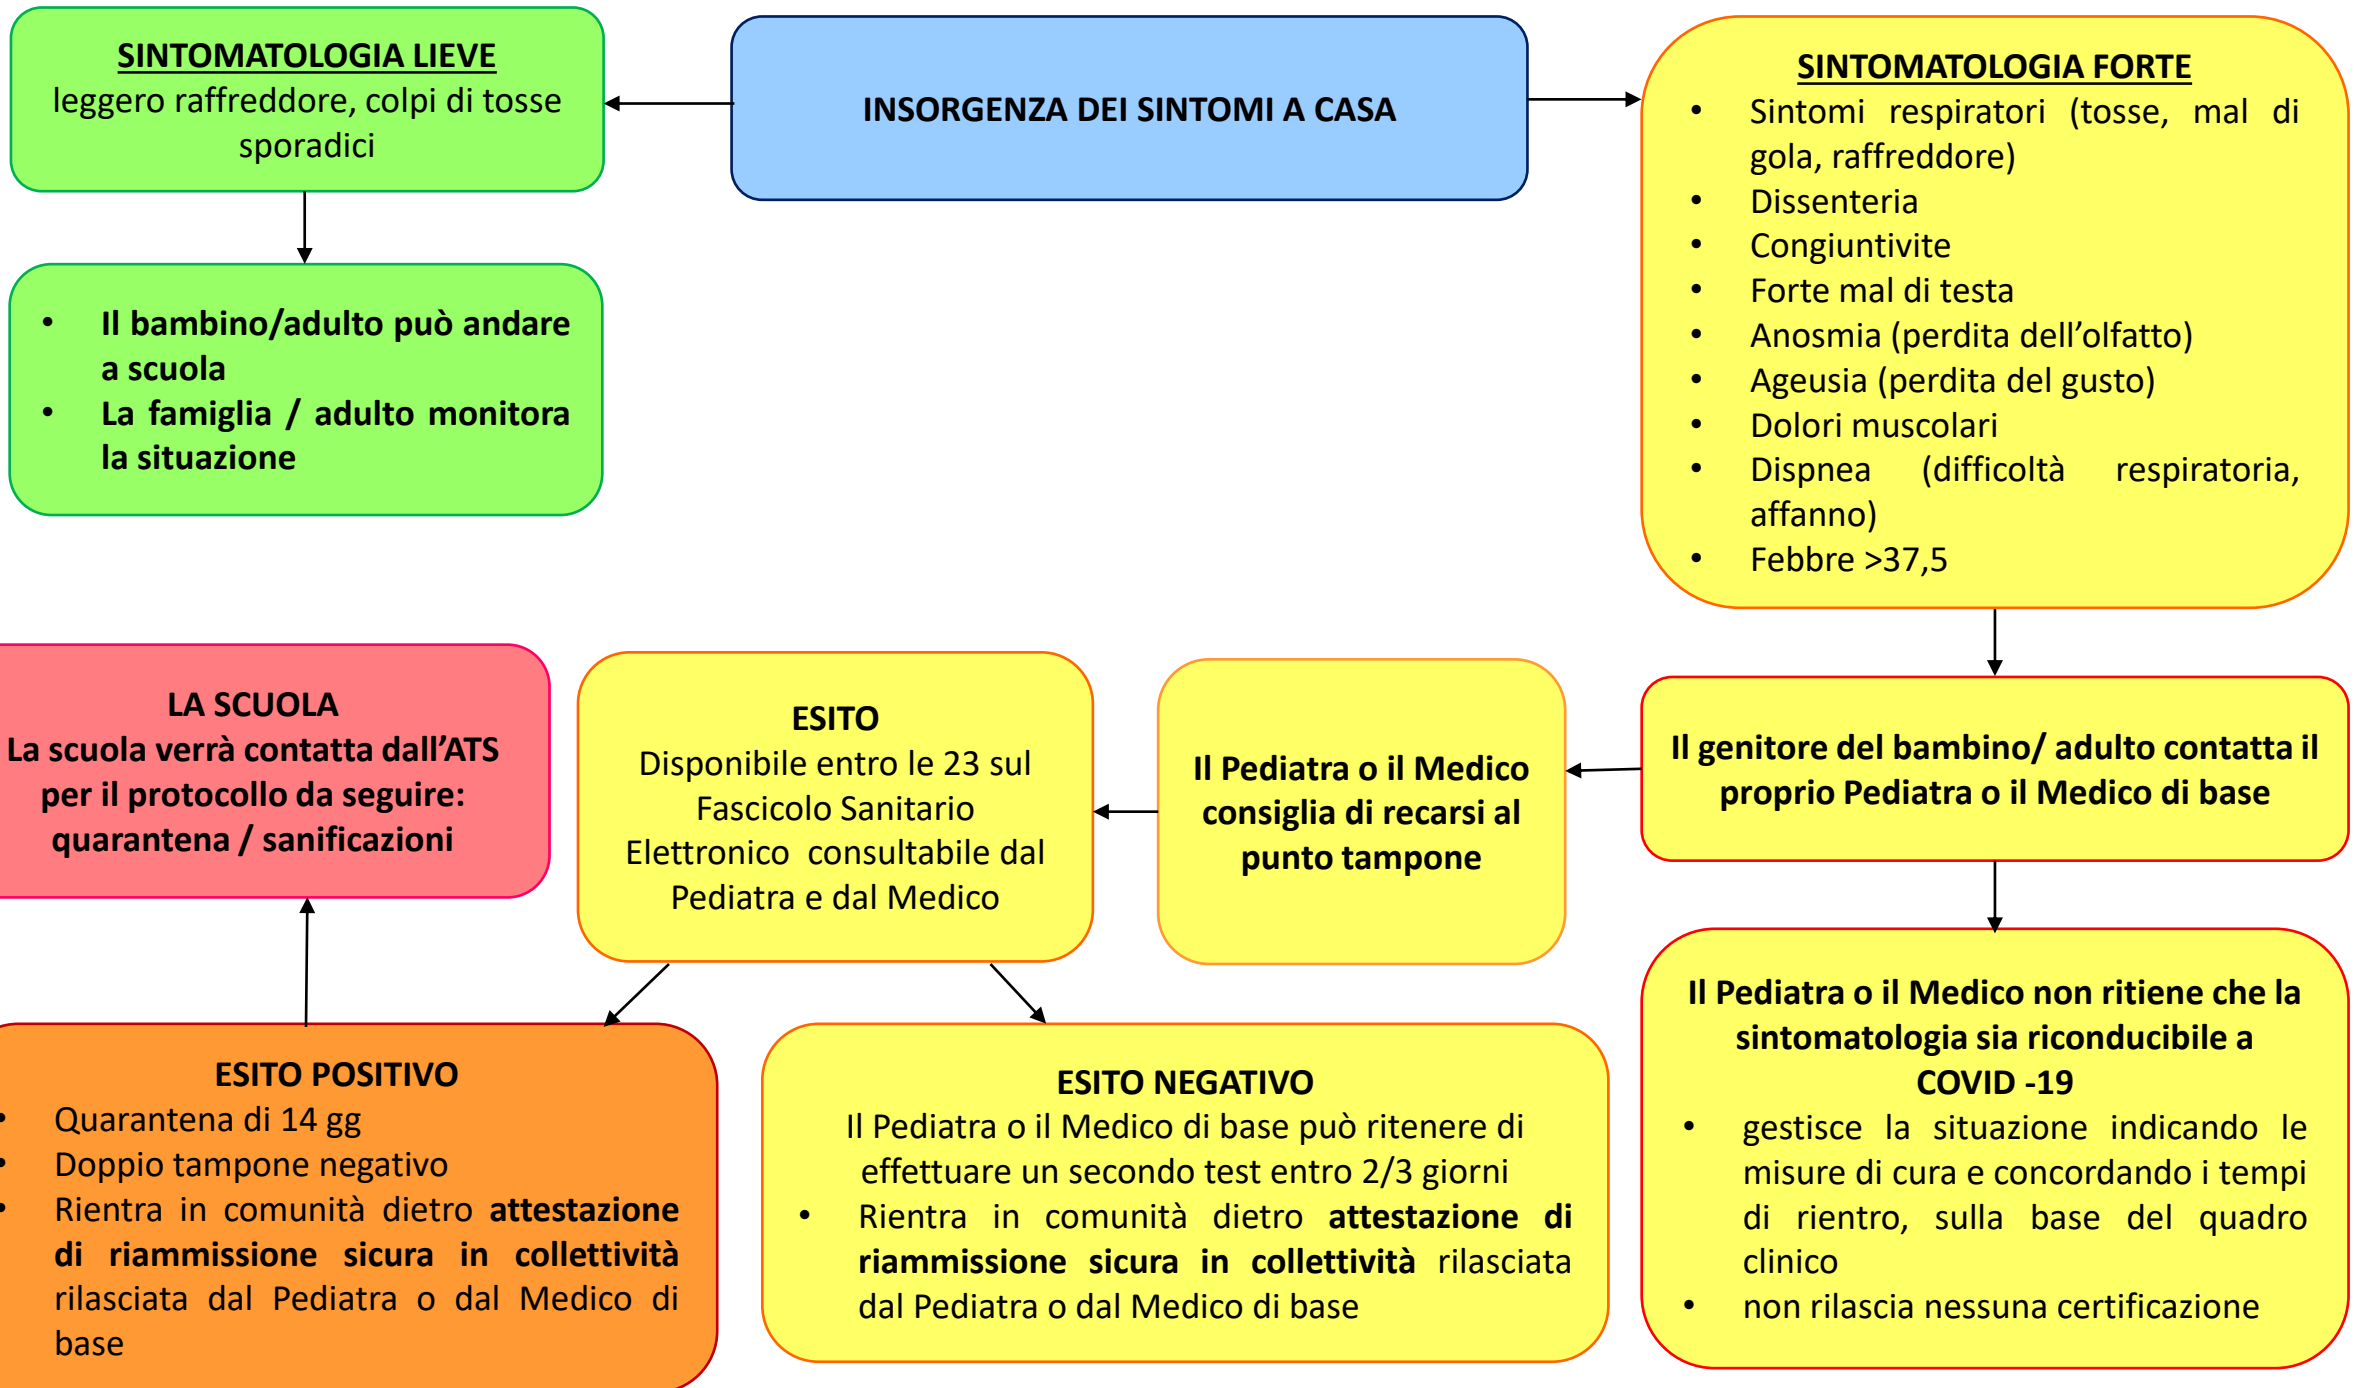 SINTOMATOLOGIA LIEVE
leggero raffreddore, colpi di tosse
sporadici
INSORGENZA DEI SINTOMI A CASA
SINTOMATOLOGIA FORTE
• Sintomi respiratori (tosse, mal di
gola, raffreddore)
• Dissenteria
• Congiuntivite
• Forte mal di testa
• Anosmia (perdita dell’olfatto)
• Ageusia (perdita del gusto)
• Dolori muscolari
• Dispnea (difficoltà respiratoria,
affanno)
• Febbre >37,5
• Il bambino/adulto può andare
a scuola
• La famiglia / adulto monitora
la situazione
LA SCUOLA
La scuola verrà contatta dall’ATS
per il protocollo da seguire:
quarantena / sanificazioni
ESITO
Disponibile entro le 23 sul
Fascicolo Sanitario
Elettronico consultabile dal
Pediatra e dal Medico
Il Pediatra o il Medico
consiglia di recarsi al
punto tampone
Il genitore del bambino/ adulto contatta il
proprio Pediatra o il Medico di base
ESITO POSITIVO
• Quarantena di 14 gg
• Doppio tampone negativo
• Rientra in comunità dietro attestazione
di riammissione sicura in collettività
rilasciata dal Pediatra o dal Medico di
base
ESITO NEGATIVO
Il Pediatra o il Medico di base può ritenere di
effettuare un secondo test entro 2/3 giorni
• Rientra in comunità dietro attestazione di
riammissione sicura in collettività rilasciata
dal Pediatra o dal Medico di base
Il Pediatra o il Medico non ritiene che la
sintomatologia sia riconducibile a
COVID -19
• gestisce la situazione indicando le
misure di cura e concordando i tempi
di rientro, sulla base del quadro
clinico
• non rilascia nessuna certificazione